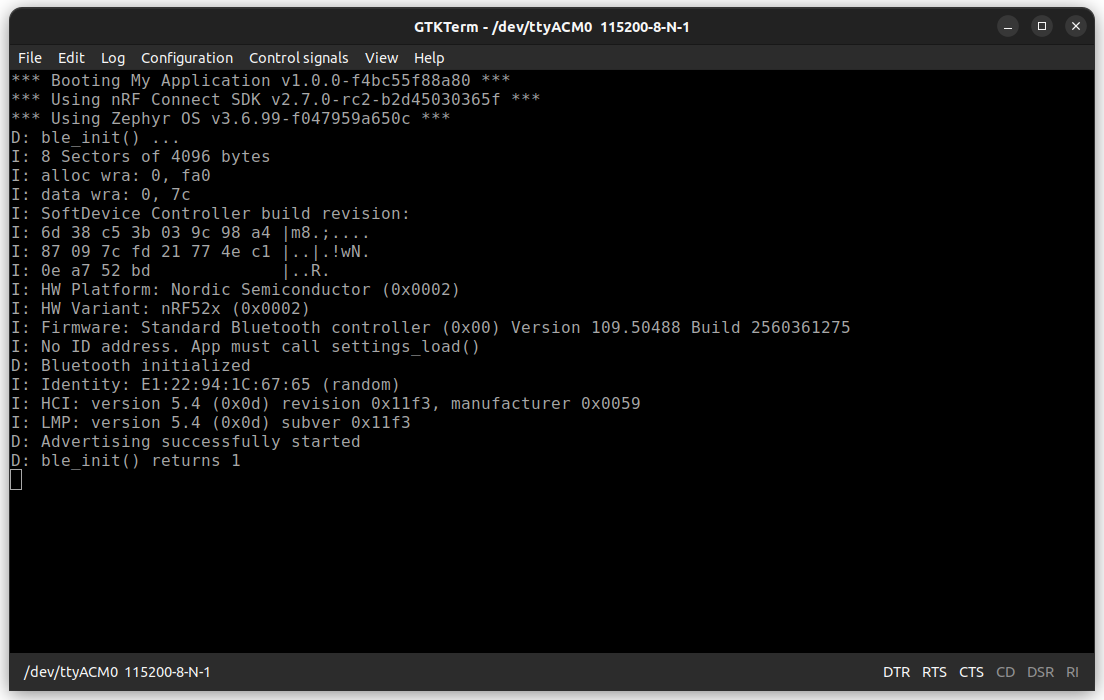 GTKTerm - /dev/ttyACM0 115200-8-N-1
File Edit Log Configuration Control signals View Help
*** Booting My Application v1.0.0-f4bc55f88a80 ***
*** Using nRF Connect SDK v2.7.0-rc2-b2d45030365f ***
*** Using Zephyr OS v3.6.99-f047959a650c ***
D: ble_init() ...
I: 8 Sectors of 4096 bytes
I: alloc wra: 0, fa0
I: data wra: 0, 7c
I: SoftDevice Controller build revision:
I: 6d 38 c5 3b 03 9c 98 a4 |m8.;....
I: 87 09 7c fd 21 77 4e c1 |..|.!wN.
I: 0e a7 52 bd             |..R.
I: HW Platform: Nordic Semiconductor (0x0002)
I: HW Variant: nRF52x (0x0002)
I: Firmware: Standard Bluetooth controller (0x00) Version 109.50488 Build 2560361275
I: No ID address. App must call settings_load()
D: Bluetooth initialized
I: Identity: E1:22:94:1C:67:65 (random)
I: HCI: version 5.4 (0x0d) revision 0x11f3, manufacturer 0x0059
I: LMP: version 5.4 (0x0d) subver 0x11f3
D: Advertising successfully started
D: ble_init() returns 1
/dev/ttyACM0 115200-8-N-1 DTR RTS CTS CD DSR RI